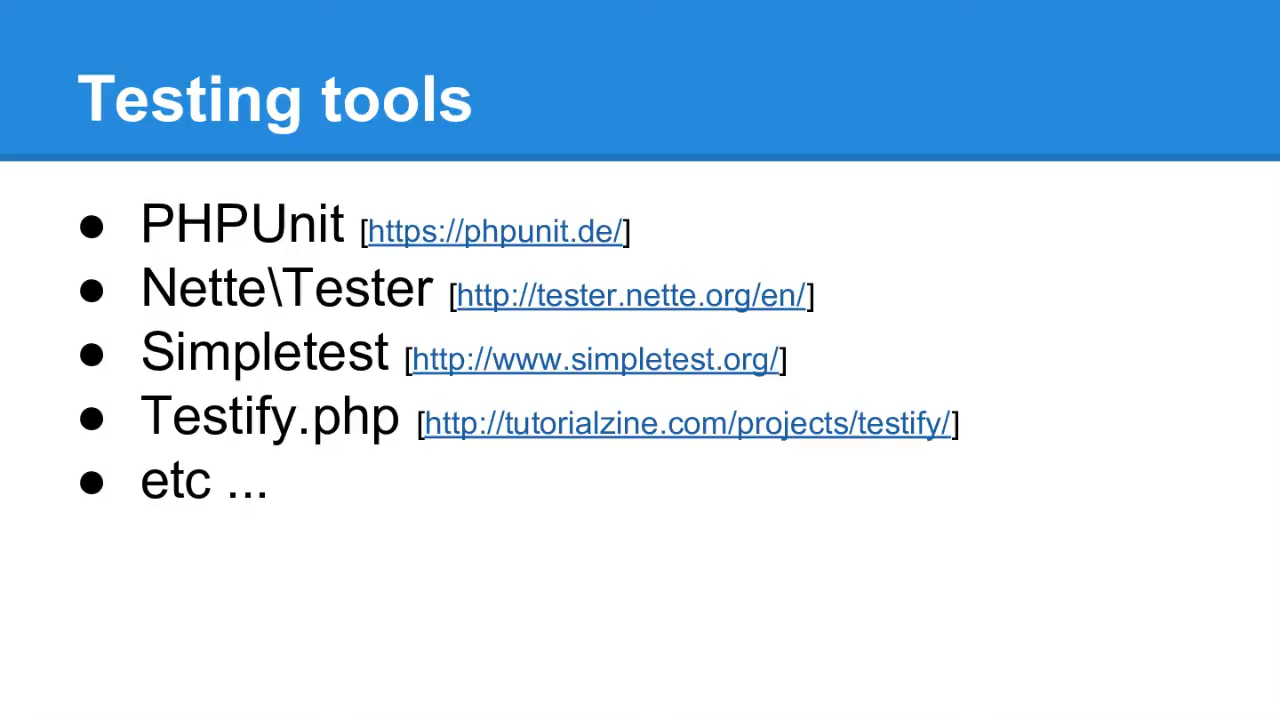 Testing tools
● PHPUnit [https://phpunit.de/]
● Nette\Tester [http://tester.nette.org/en/]
● Simpletest [http://www.simpletest.org/]
● Testify.php [http://tutorialzine.com/projects/testify/]
● etc ...